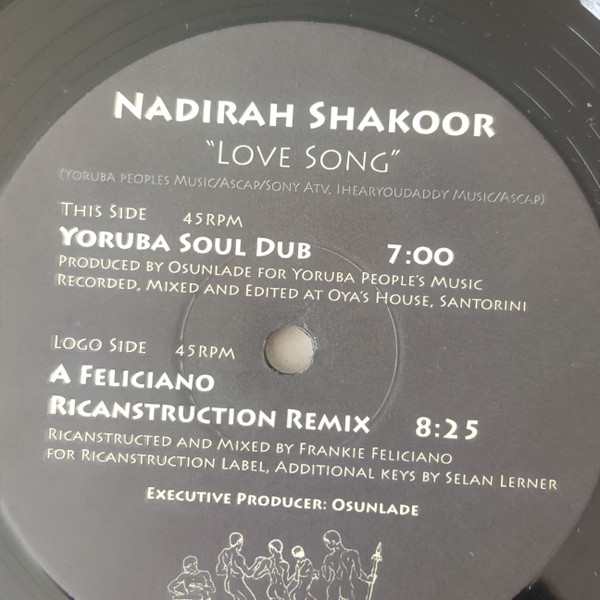 NADIRAH SHAKOOR
"LOVE SONG"
(YORUBA PEOPLES MUSIC/ASCAP/SONY ATV, IHEARYOUDADDY MUSIC/ASCAP)
THIS SIDE 45RPM
YORUBA SOUL DUB 7:00
PRODUCED BY OSUNLADE FOR YORUBA PEOPLE'S MUSIC
RECORDED, MIXED AND EDITED AT OYA'S HOUSE, SANTORINI
LOGO SIDE 45RPM
A FELICIANO
RICANSTRUCTION REMIX 8:25
RICANSTRUCTED AND MIXED BY FRANKIE FELICIANO
FOR RICANSTRUCTION LABEL, ADDITIONAL KEYS BY SELAN LERNER
EXECUTIVE PRODUCER: OSUNLADE